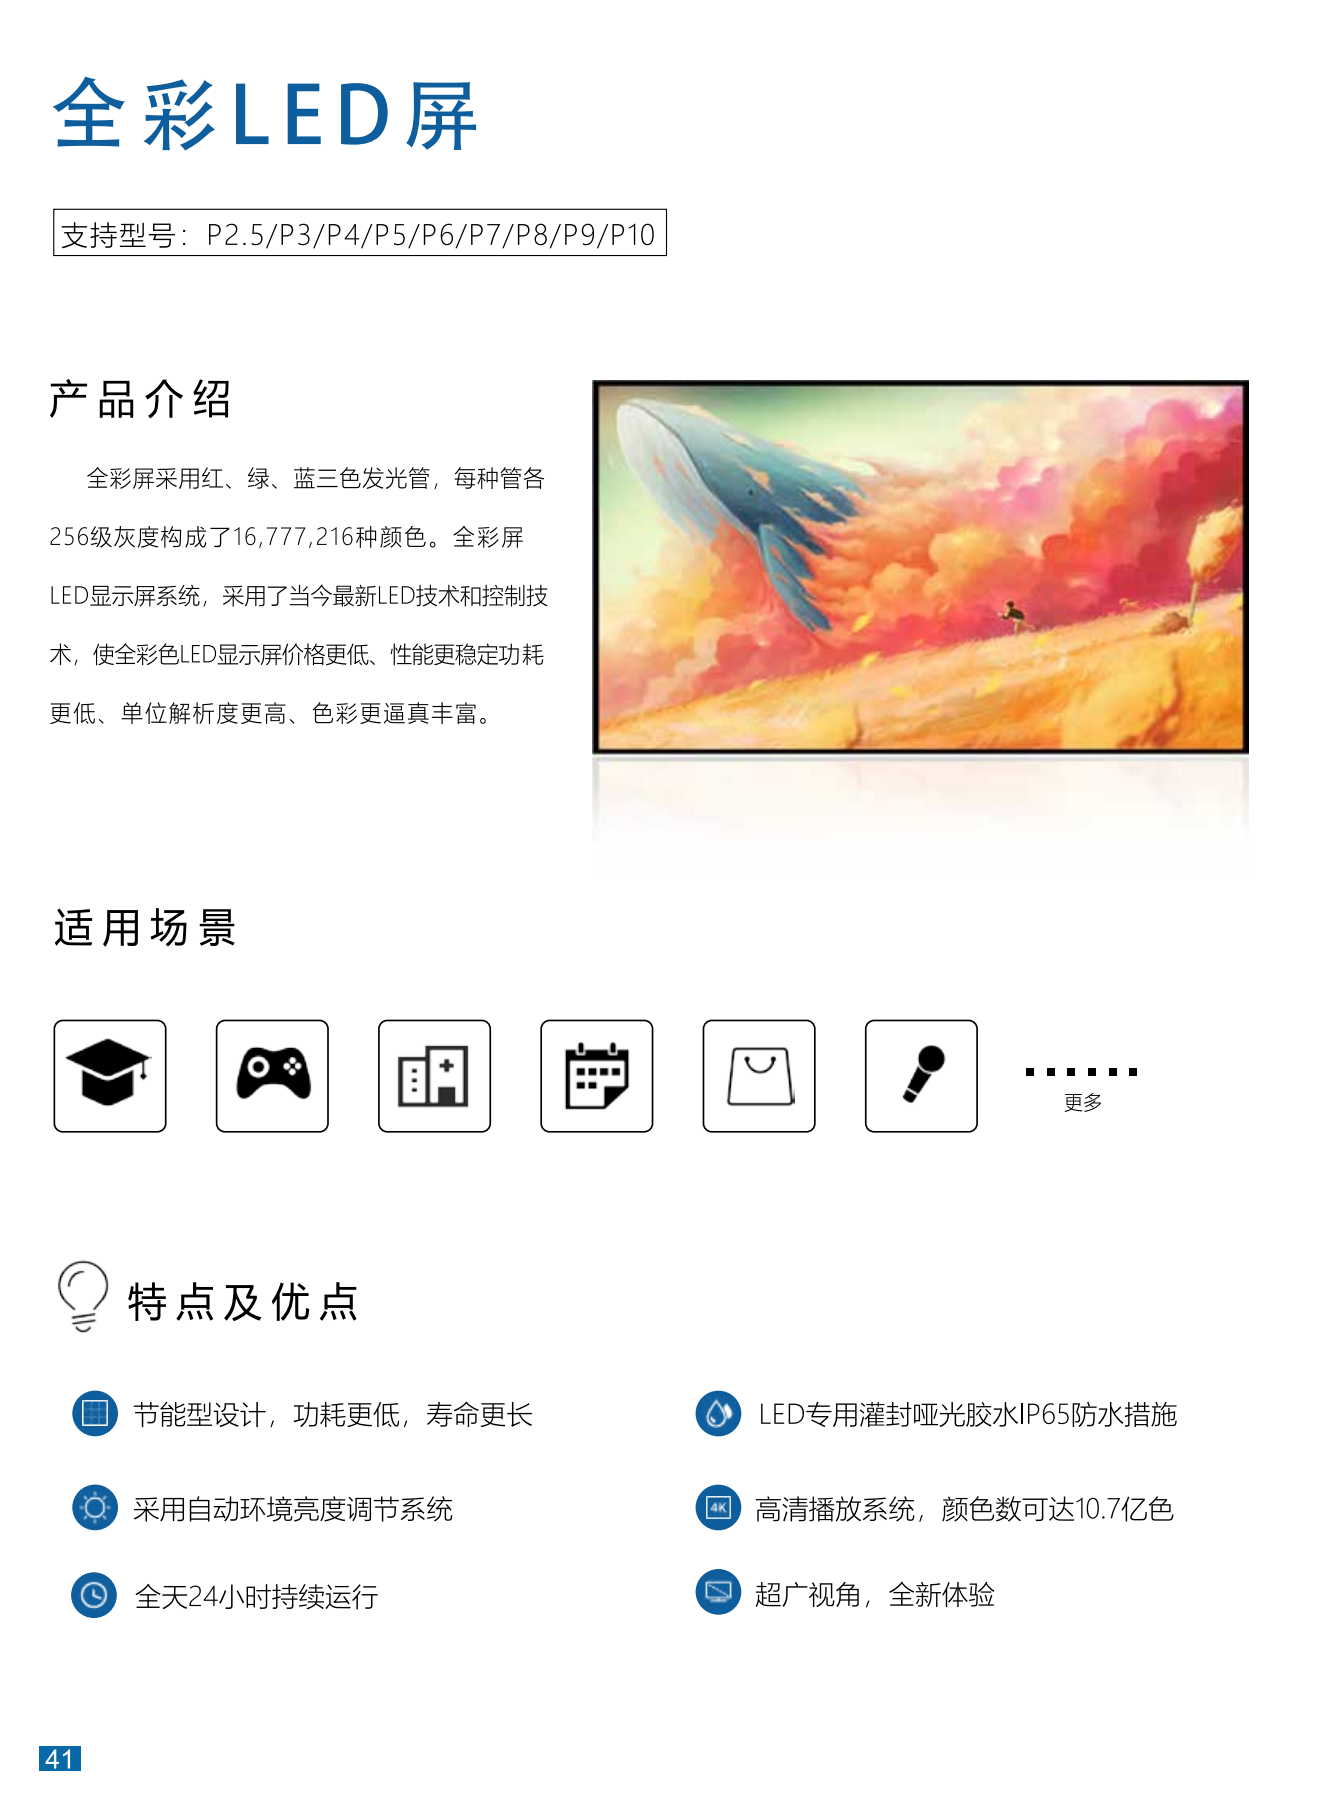 全彩LED屏
支持型号：P2.5/P3/P4/P5/P6/P7/P8/P9/P10
产品介绍
全彩屏采用红、绿、蓝三色发光管，每种管各
256级灰度构成了16,777,216种颜色。全彩屏
LED显示屏系统，采用了当今最新LED技术和控制技
术，使全彩色LED显示屏价格更低、性能更稳定功耗
更低、单位解析度更高、色彩更逼真丰富。
适用场景
更多
特点及优点
节能型设计，功耗更低，寿命更长
LED专用灌封哑光胶水IP65防水措施
采用自动环境亮度调节系统
4K
高清播放系统，颜色数可达10.7亿色
全天24小时持续运行
超广视角，全新体验
41